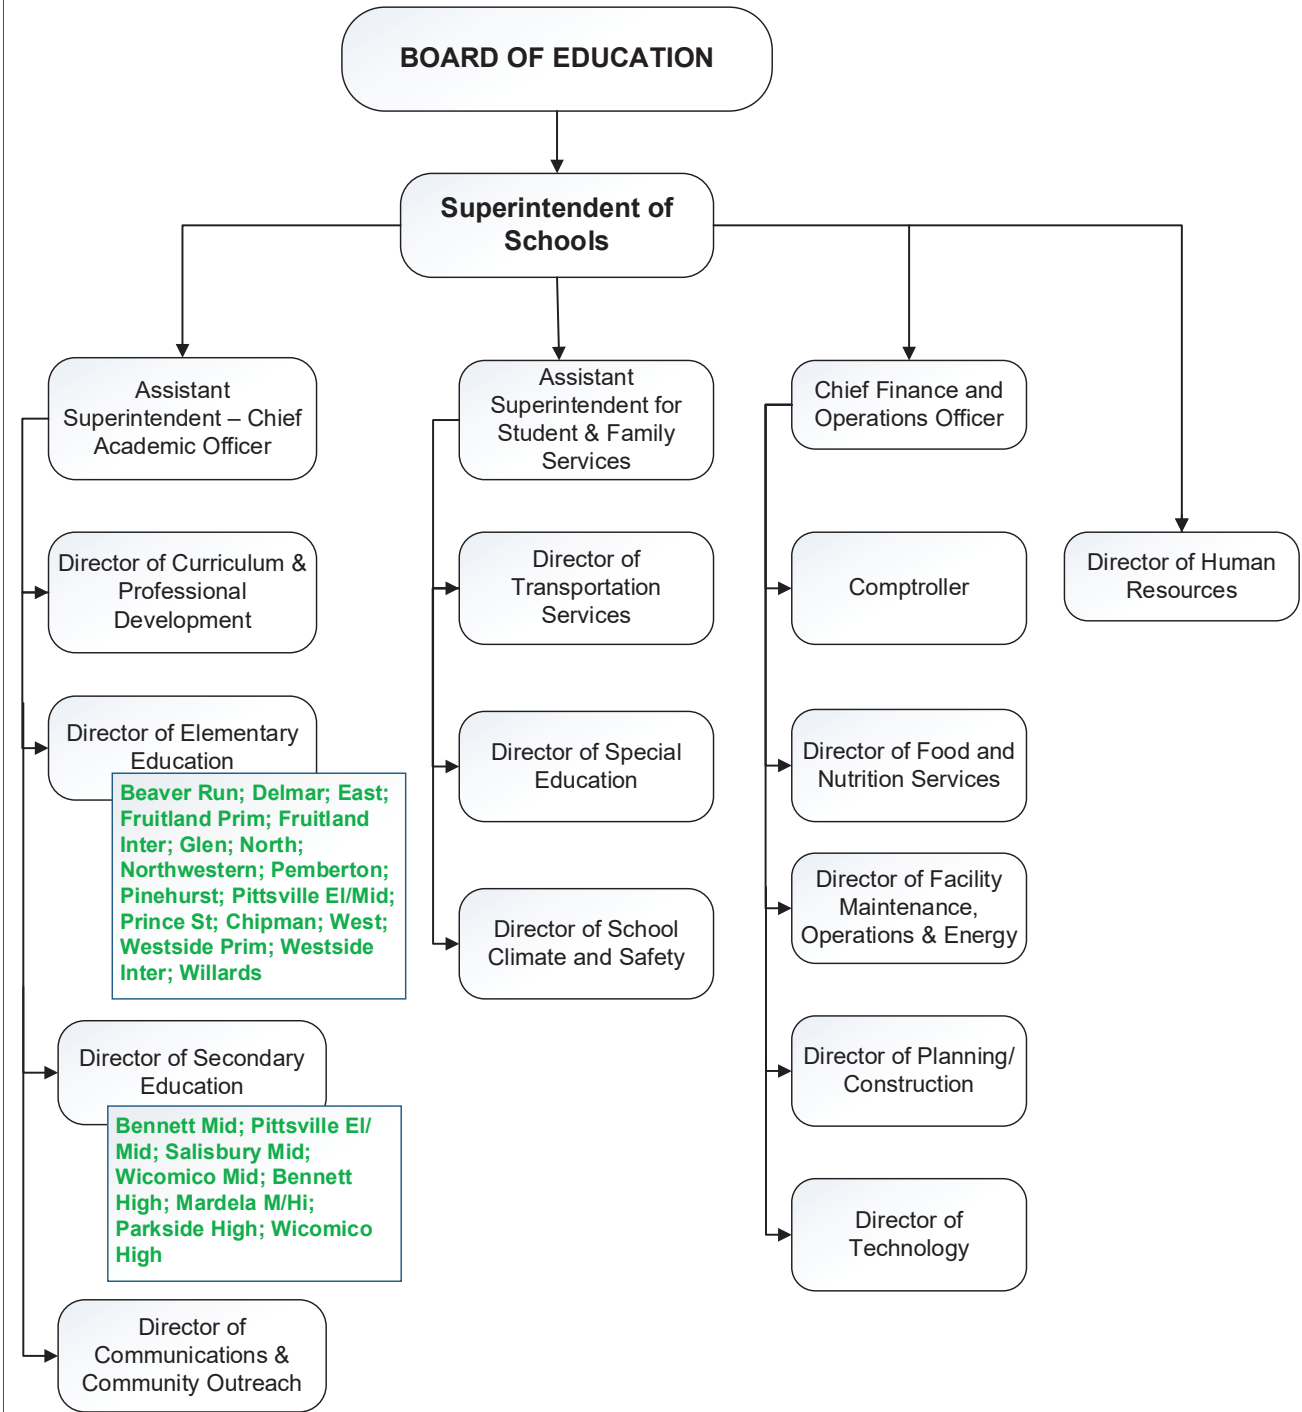 BOARD OF EDUCATION
Superintendent of
Schools
Assistant
Superintendent – Chief
Academic Officer
Director of Curriculum &
Professional
Development
Director of Elementary
Education
Beaver Run; Delmar; East;
Fruitland Prim; Fruitland
Inter; Glen; North;
Northwestern; Pemberton;
Pinehurst; Pittsville El/Mid;
Prince St; Chipman; West;
Westside Prim; Westside
Inter; Willards
Director of Secondary
Education
Bennett Mid; Pittsville El/
Mid; Salisbury Mid;
Wicomico Mid; Bennett
High; Mardela M/Hi;
Parkside High; Wicomico
High
Director of
Communications &
Community Outreach
Assistant
Superintendent for
Student & Family
Services
Director of
Transportation
Services
Director of Special
Education
Director of School
Climate and Safety
Chief Finance and
Operations Officer
Comptroller
Director of Food and
Nutrition Services
Director of Facility
Maintenance,
Operations & Energy
Director of Planning/
Construction
Director of
Technology
Director of Human
Resources